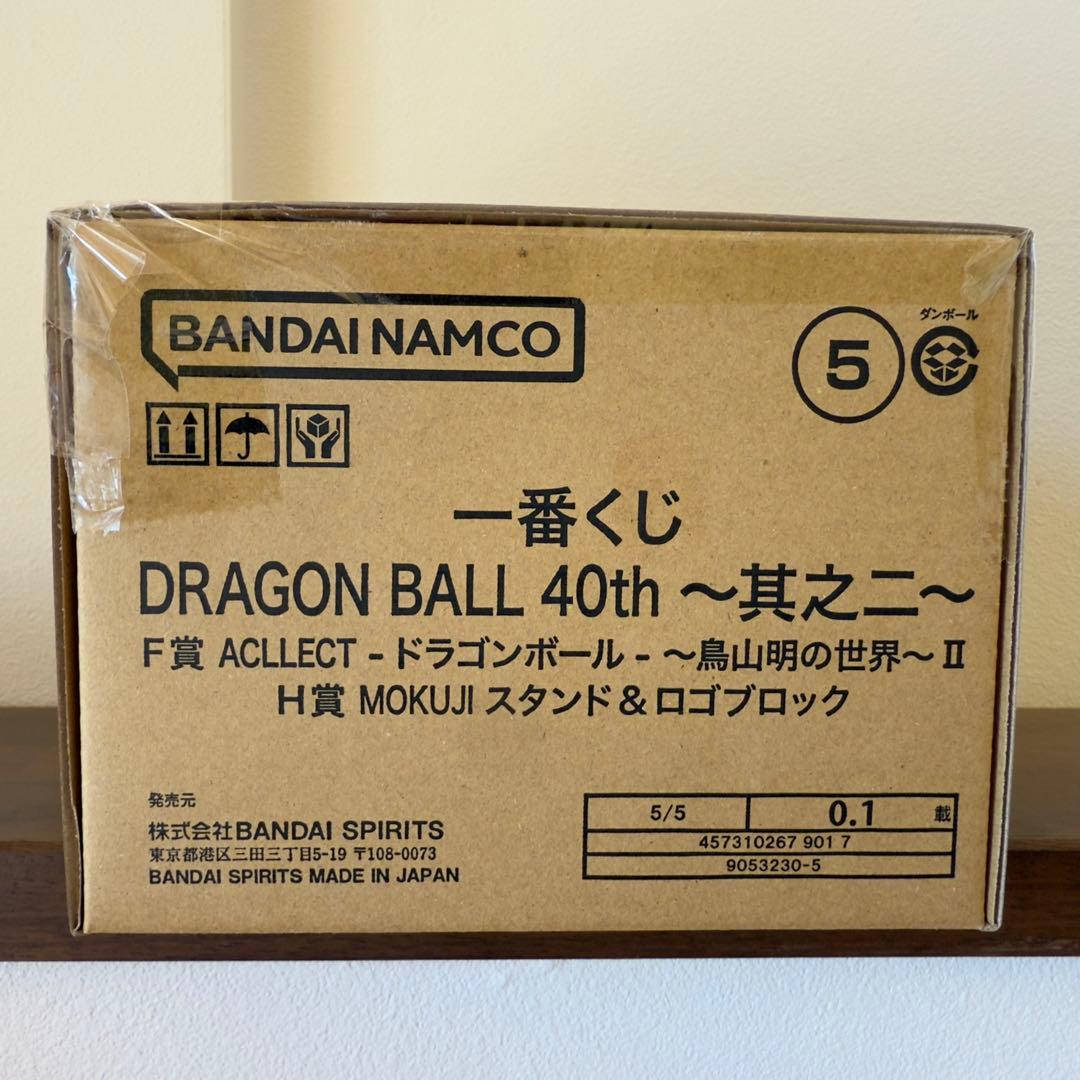 BANDAI NAMCO
5
ダンボール
一番くじ
DRAGON BALL 40th ～其之二～
F賞 ACLLECT - ドラゴンボール - ～鳥山明の世界～ II
H賞 MOKUJI スタンド&ロゴブロック
発売元
株式会社BANDAI SPIRITS
東京都港区三田三丁目5-19 〒108-0073
BANDAI SPIRITS MADE IN JAPAN
5/5 0.1 載
457310267 901 7
9053230-5